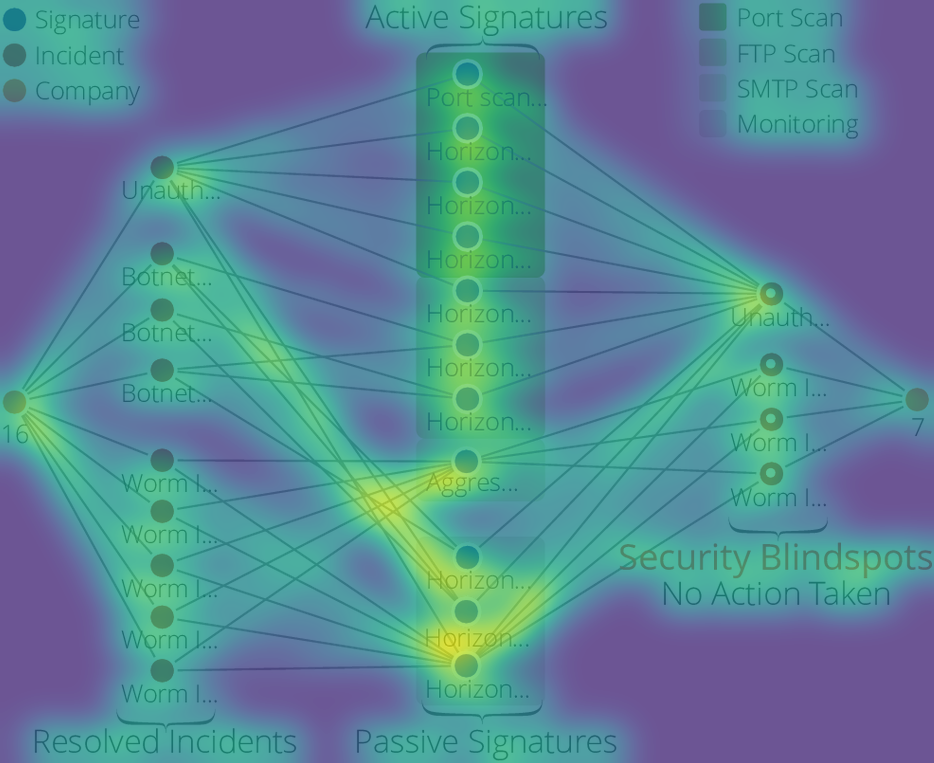 Signature
Incident
Company
Active Signatures
Port Scan
FTP Scan
SMTP Scan
Monitoring
Unauth...
Botnet...
Botnet...
Botnet...
16
Worm I...
Worm I...
Worm I...
Worm I...
Worm I...
Resolved Incidents
Port scan...
Horizon...
Horizon...
Horizon...
Horizon...
Horizon...
Horizon...
Aggres...
Horizon...
Horizon...
Horizon...
Passive Signatures
Unauth...
Worm I...
Worm I...
Worm I...
7
Security Blindspots
No Action Taken